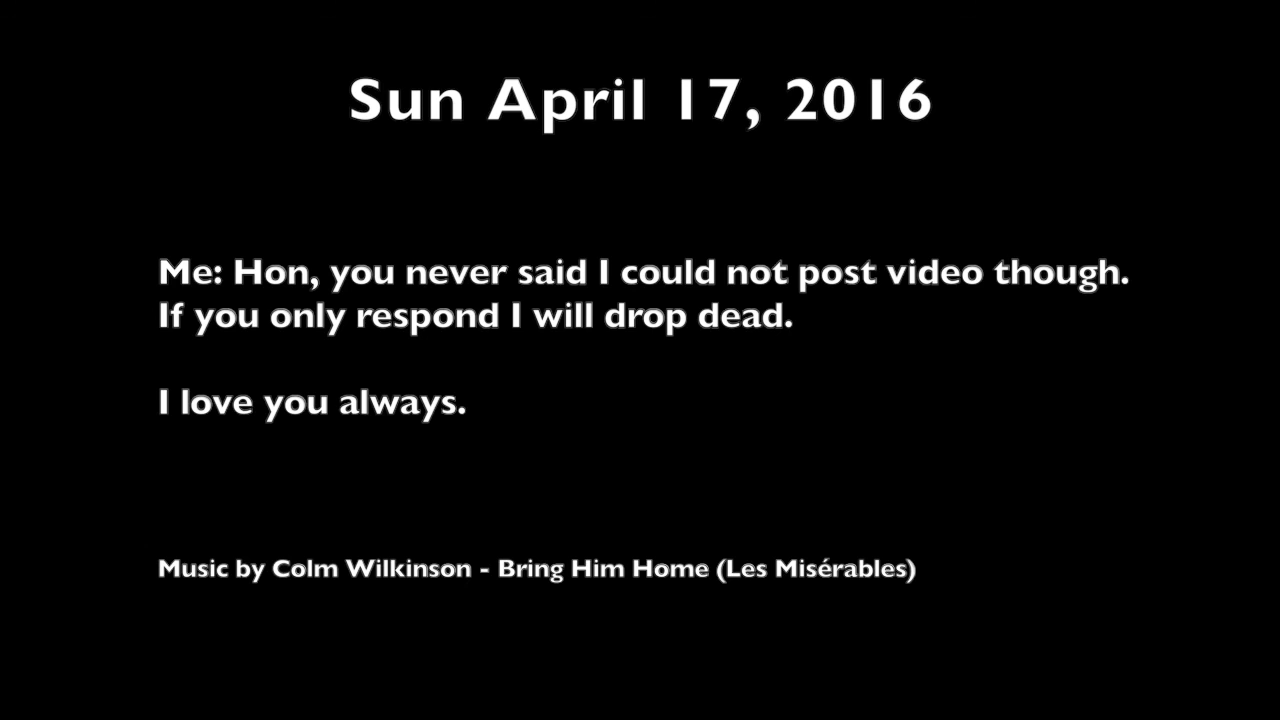 Sun April 17, 2016
Me: Hon, you never said I could not post video though.
If you only respond I will drop dead.
I love you always.
Music by Colm Wilkinson - Bring Him Home (Les Misérables)